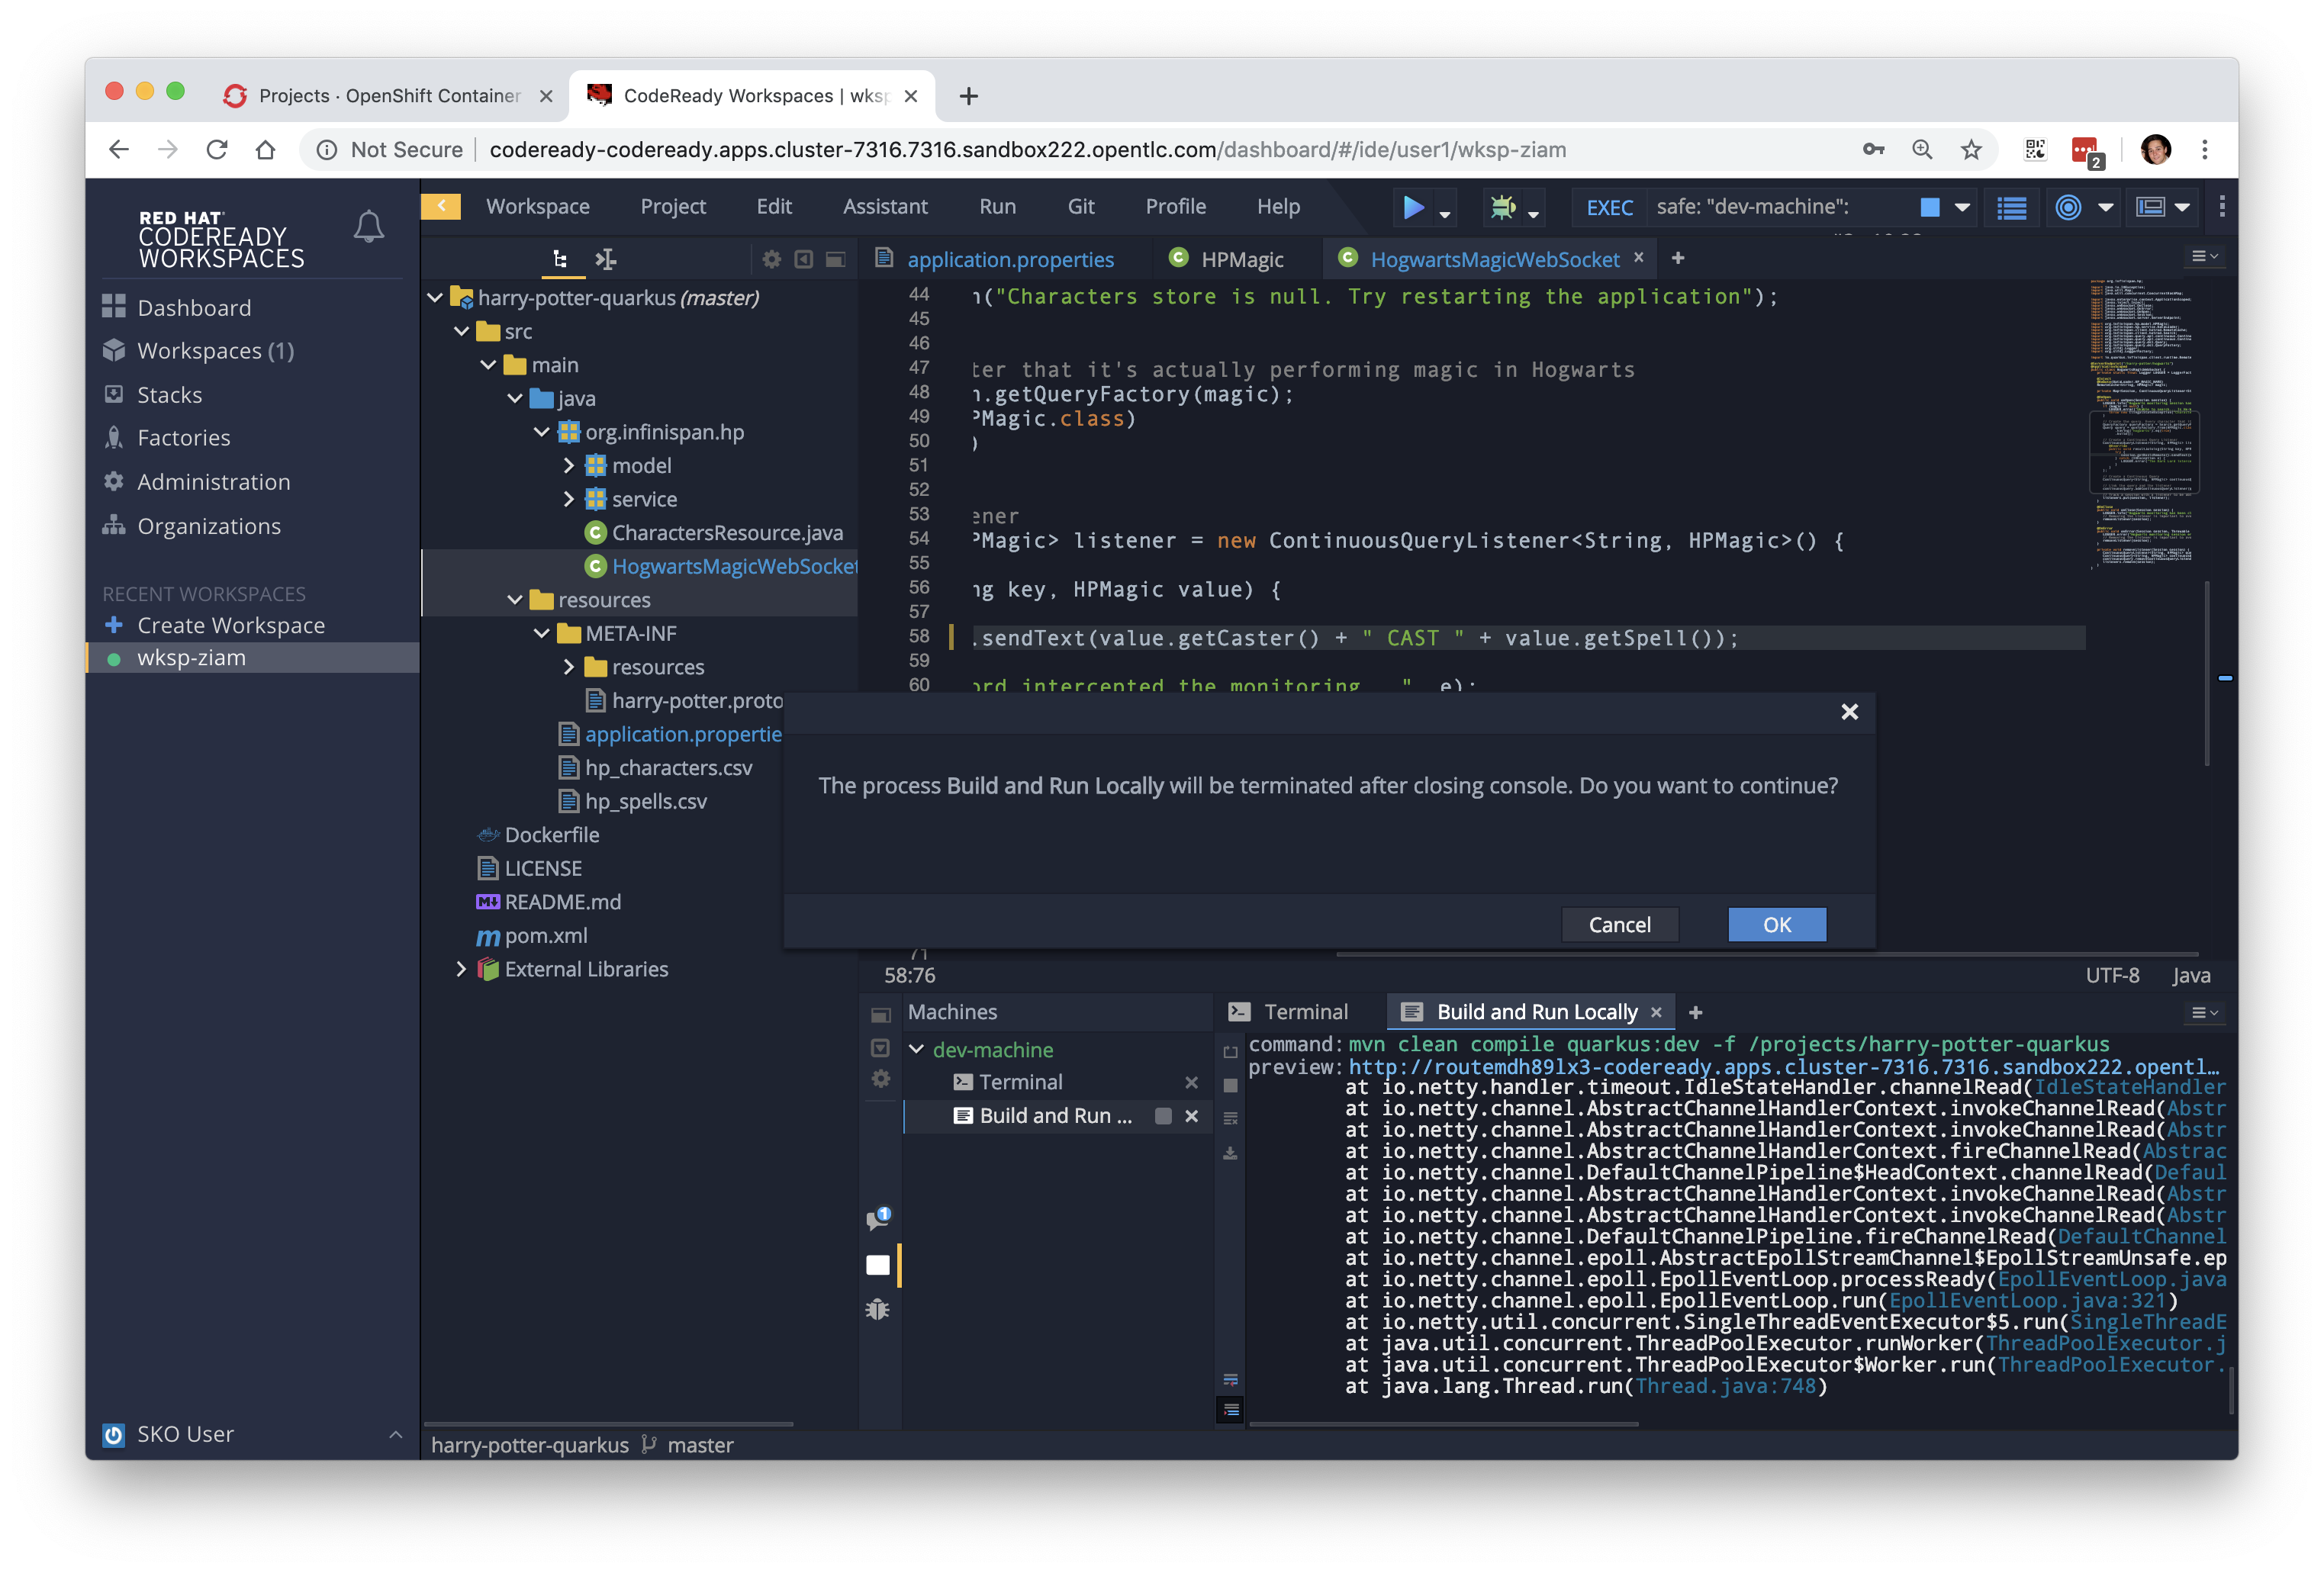 Projects · OpenShift Container
CodeReady Workspaces | wksp
Not Secure
codeready-codeready.apps.cluster-7316.7316.sandbox222.opentlc.com/dashboard/#/ide/user1/wksp-ziam
2
RED HAT
CODEREADY
WORKSPACES
Dashboard
Workspaces (1)
Stacks
Factories
Administration
Organizations
RECENT WORKSPACES
Create Workspace
wksp-ziam
SKO User
Workspace Project Edit Assistant Run Git Profile Help
EXEC safe: "dev-machine":
harry-potter-quarkus (master)
src
main
java
org.infinispan.hp
model
service
CharactersResource.java
HogwartsMagicWebSocket
resources
META-INF
resources
harry-potter.proto
application.propertie
hp_characters.csv
hp_spells.csv
Dockerfile
LICENSE
README.md
pom.xml
External Libraries
application.properties HPMagic HogwartsMagicWebSocket
44 ("Characters store is null. Try restarting the application");
45
46
47 ter that it's actually performing magic in Hogwarts
48 .getQueryFactory(magic);
49 PMagic.class)
50 )
51
52
53 ener
54 PMagic> listener = new ContinuousQueryListener<String, HPMagic>() {
55
56 ng key, HPMagic value) {
57
58 .sendText(value.getCaster() + " CAST " + value.getSpell());
59
60 ord intercepted the monitoring " e);
The process Build and Run Locally will be terminated after closing console. Do you want to continue?
Cancel OK
71
58:76 UTF-8 Java
Machines
dev-machine
Terminal
Build and Run ...
1
Terminal Build and Run Locally
command: mvn clean compile quarkus:dev -f /projects/harry-potter-quarkus
preview: http://routemdh89lx3-codeready.apps.cluster-7316.7316.sandbox222.opentl...
at io.netty.handler.timeout.IdleStateHandler.channelRead(IdleStateHandler
at io.netty.channel.AbstractChannelHandlerContext.invokeChannelRead(Abstr
at io.netty.channel.AbstractChannelHandlerContext.invokeChannelRead(Abstr
at io.netty.channel.AbstractChannelHandlerContext.fireChannelRead(Abstrac
at io.netty.channel.DefaultChannelPipeline$HeadContext.channelRead(Defaul
at io.netty.channel.AbstractChannelHandlerContext.invokeChannelRead(Abstr
at io.netty.channel.AbstractChannelHandlerContext.invokeChannelRead(Abstr
at io.netty.channel.DefaultChannelPipeline.fireChannelRead(DefaultChannel
at io.netty.channel.epoll.AbstractEpollStreamChannel$EpollStreamUnsafe.ep
at io.netty.channel.epoll.EpollEventLoop.processReady(EpollEventLoop.java
at io.netty.channel.epoll.EpollEventLoop.run(EpollEventLoop.java:321)
at io.netty.util.concurrent.SingleThreadEventExecutor$5.run(SingleThreadE
at java.util.concurrent.ThreadPoolExecutor.runWorker(ThreadPoolExecutor.j
at java.util.concurrent.ThreadPoolExecutor$Worker.run(ThreadPoolExecutor.
at java.lang.Thread.run(Thread.java:748)
harry-potter-quarkus master